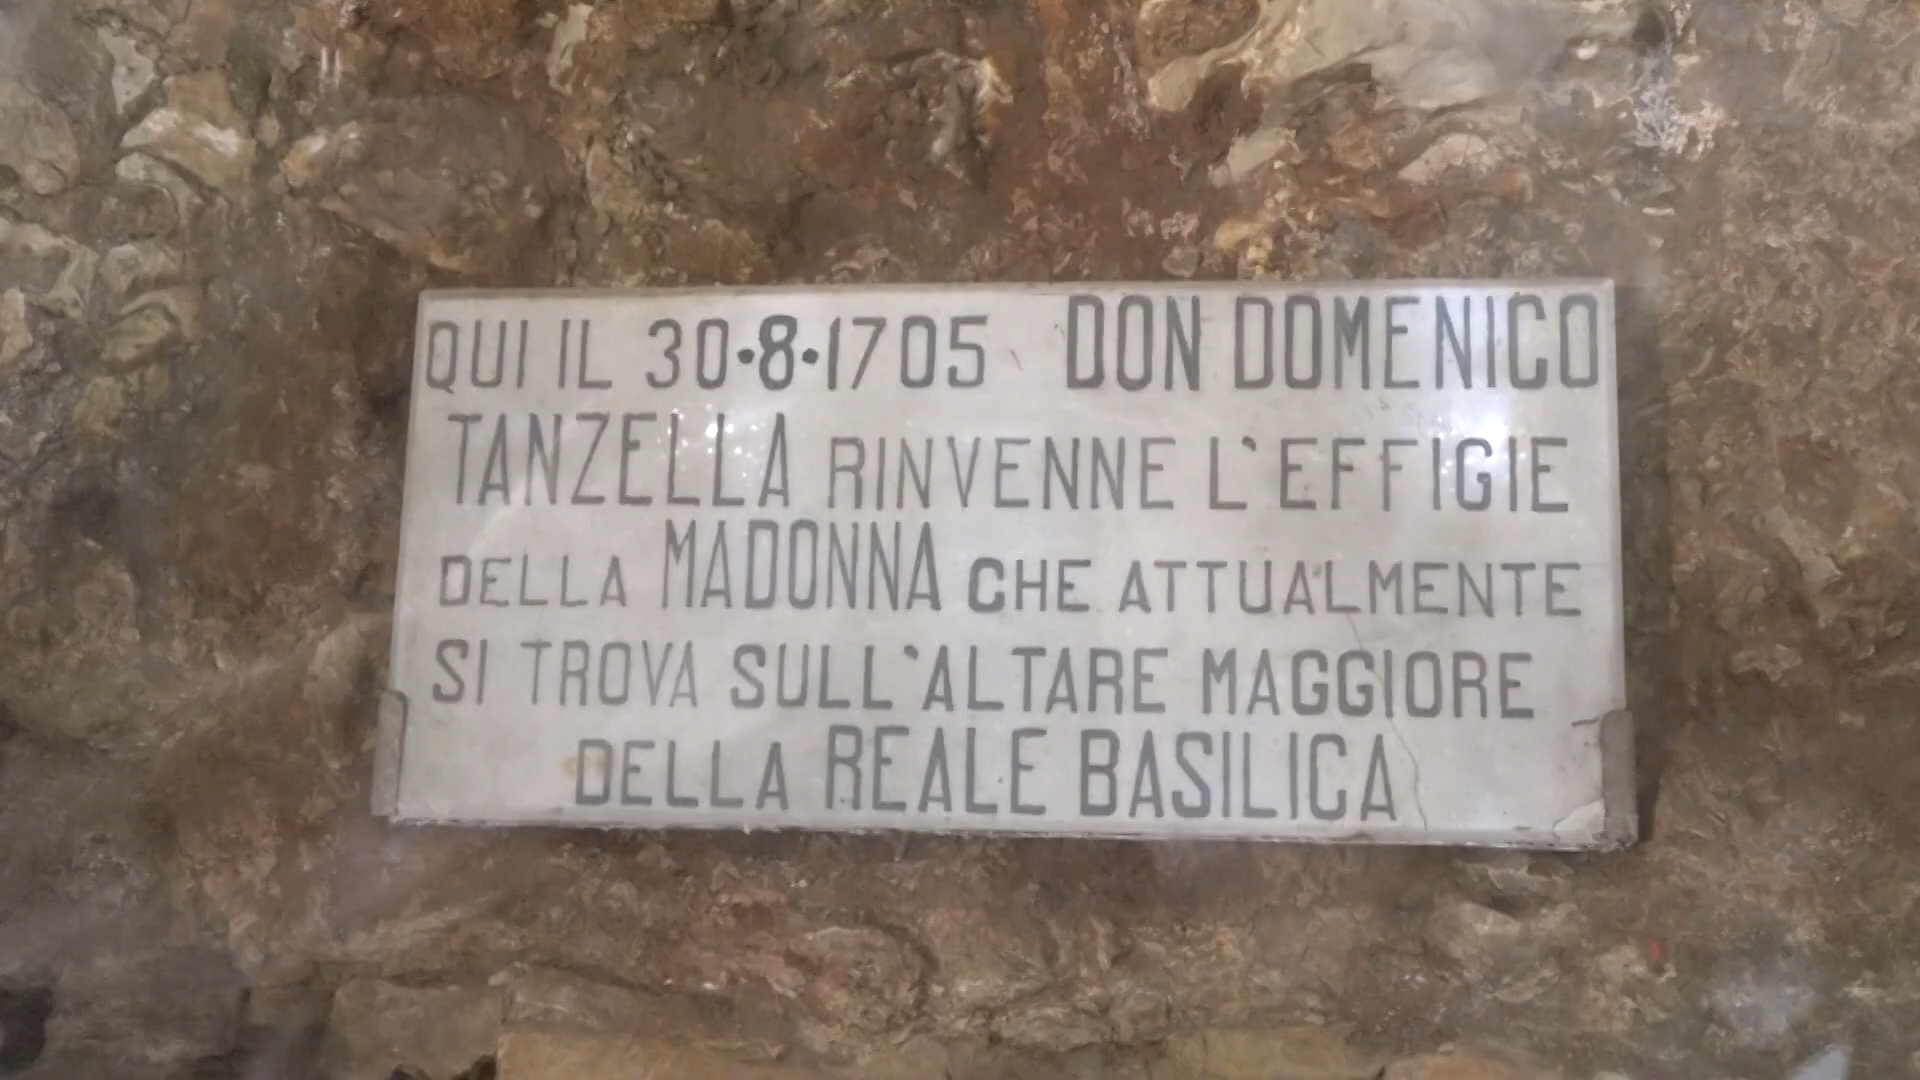 QUI IL 30·8·1705 DON DOMENICO
TANZELLA RINVENNE L'EFFIGIE
DELLA MADONNA CHE ATTUALMENTE
SI TROVA SULL'ALTARE MAGGIORE
DELLA REALE BASILICA